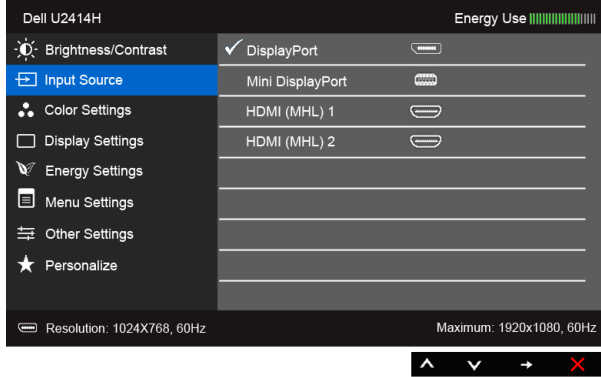 Dell U2414H Energy Use
Brightness/Contrast DisplayPort
Input Source Mini DisplayPort
Color Settings HDMI (MHL) 1
Display Settings HDMI (MHL) 2
Energy Settings
Menu Settings
Other Settings
Personalize
Resolution: 1024X768, 60Hz Maximum: 1920x1080, 60Hz